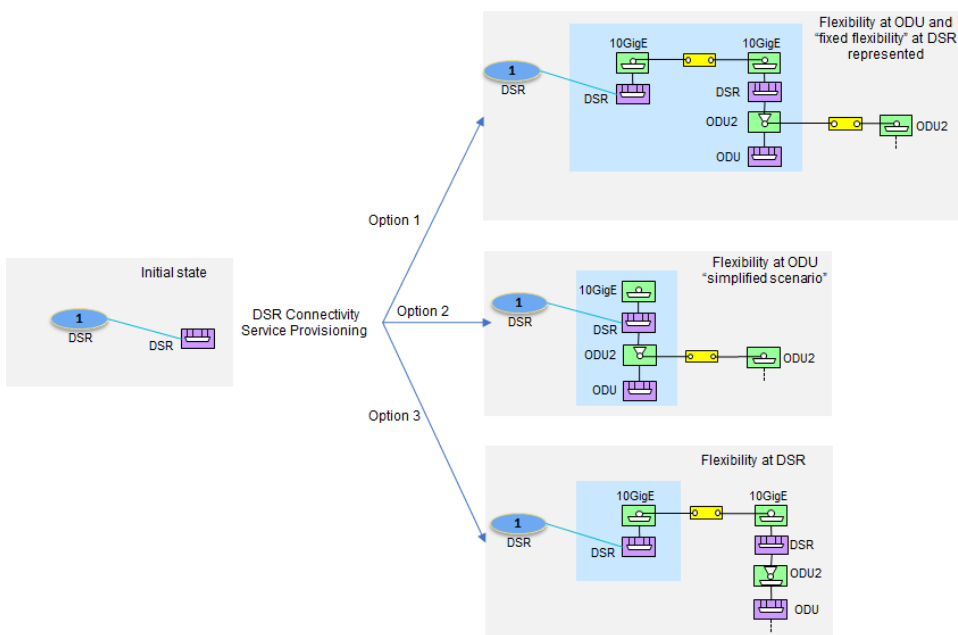 Flexibility at ODU and
"fixed flexibility" at DSR
represented
10GigE
10GigE
1
DSR
DSR
DSR
ODU2
ODU2
ODU
Option 1
Initial state
1
DSR
DSR
DSR Connectivity
Service Provisioning
Option 2
Flexibility at ODU
"simplified scenario"
10GigE
1
DSR
DSR
ODU2
ODU2
ODU
Option 3
Flexibility at DSR
10GigE
10GigE
1
DSR
DSR
DSR
ODU2
ODU